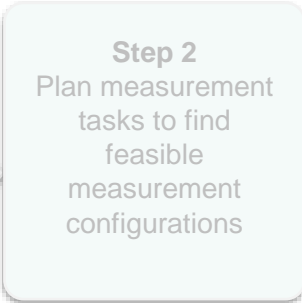 Step 2
Plan measurement
tasks to find
feasible
measurement
configurations